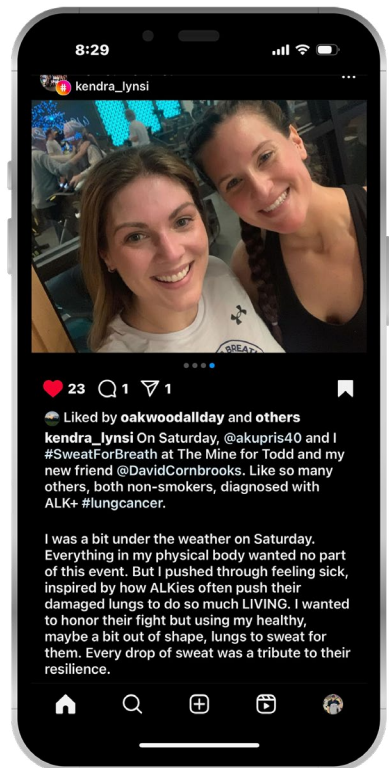 8:29
kendra_lynsi
BREATH
23 1 1
Liked by oakwoodallday and others
kendra_lynsi On Saturday, @akupris40 and I
#SweatForBreath at The Mine for Todd and my
new friend @DavidCornbrooks. Like so many
others, both non-smokers, diagnosed with
ALK+ #lungcancer.
I was a bit under the weather on Saturday.
Everything in my physical body wanted no part
of this event. But I pushed through feeling sick,
inspired by how ALKies often push their
damaged lungs to do so much LIVING. I wanted
to honor their fight but using my healthy,
maybe a bit out of shape, lungs to sweat for
them. Every drop of sweat was a tribute to their
resilience.